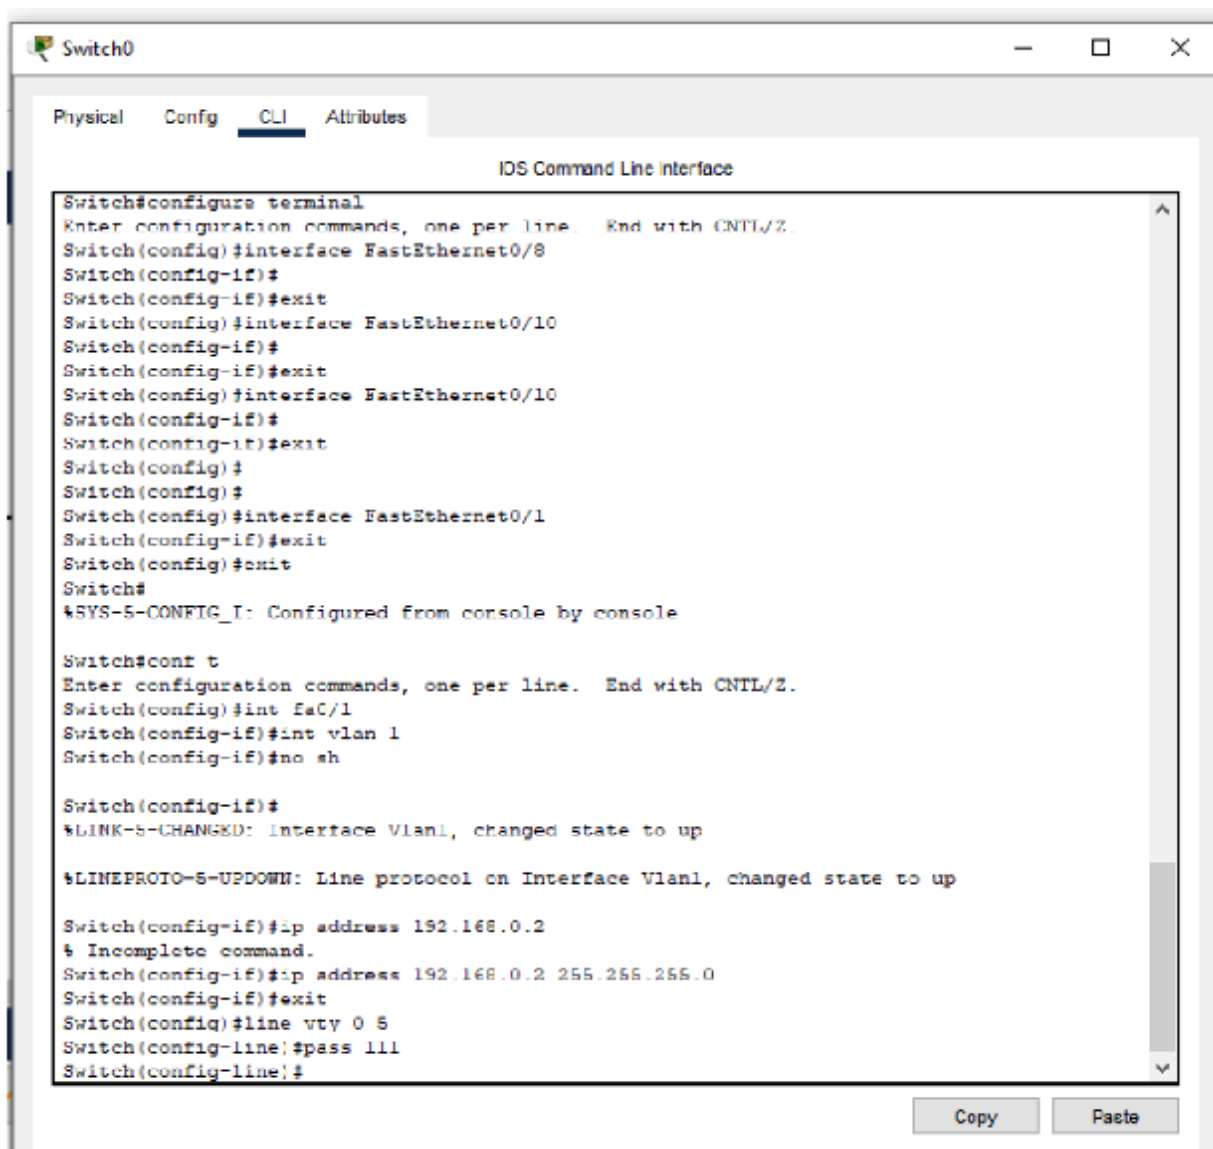 Switch0
Physical Config CLI Attributes
IOS Command Line Interface
Switch#configure terminal
Enter configuration commands, one per line. End with CNTL/Z.
Switch(config)#interface FastEthernet0/8
Switch(config-if)#
Switch(config-if)#exit
Switch(config)#interface FastEthernet0/10
Switch(config-if)#
Switch(config-if)#exit
Switch(config)#interface FastEthernet0/10
Switch(config-if)#
Switch(config-if)#exit
Switch(config)#
Switch(config)#
Switch(config)#interface FastEthernet0/1
Switch(config-if)#exit
Switch(config)#exit
Switch#
%SYS-5-CONFIG_I: Configured from console by console
Switch#conf t
Enter configuration commands, one per line. End with CNTL/Z.
Switch(config)#int fa0/1
Switch(config-if)#int vlan 1
Switch(config-if)#no sh
Switch(config-if)#
%LINK-5-CHANGED: Interface Vlan1, changed state to up
%LINEPROTO-5-UPDOWN: Line protocol on Interface Vlan1, changed state to up
Switch(config-if)#ip address 192.168.0.2
% Incomplete command.
Switch(config-if)#ip address 192.168.0.2 255.255.255.0
Switch(config-if)#exit
Switch(config)#line vty 0 5
Switch(config-line)#pass 111
Switch(config-line)#
Copy Paste